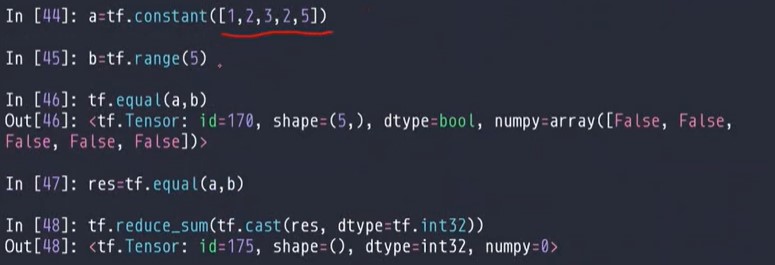 In [44]: a=tf.constant([1,2,3,2,5])
In [45]: b=tf.range(5)
In [46]: tf.equal(a,b)
Out[46]: <tf.Tensor: id=170, shape=(5,), dtype=bool, numpy=array([False, False,
False, False, False])>
In [47]: res=tf.equal(a,b)
In [48]: tf.reduce_sum(tf.cast(res, dtype=tf.int32))
Out[48]: <tf.Tensor: id=175, shape=(), dtype=int32, numpy=0>